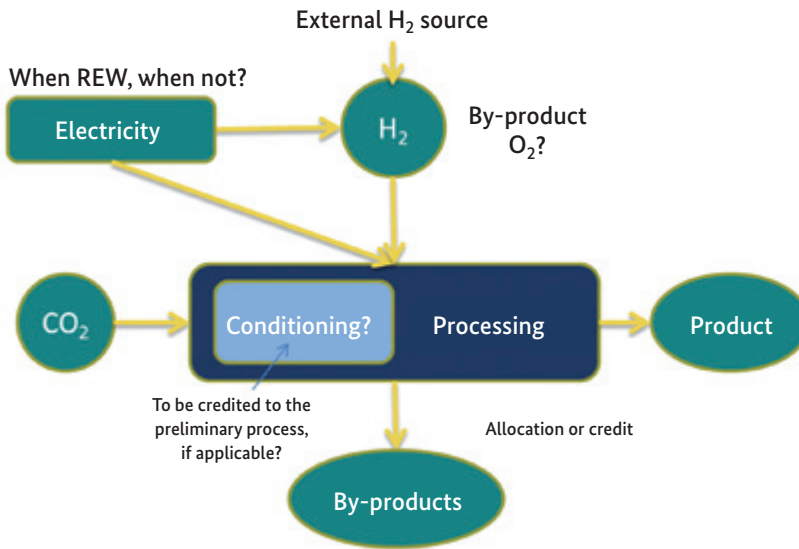 External H₂ source
When REW, when not?
Electricity
H₂
By-product
O₂?
CO₂
Conditioning?
Processing
Product
To be credited to the
preliminary process,
if applicable?
Allocation or credit
By-products